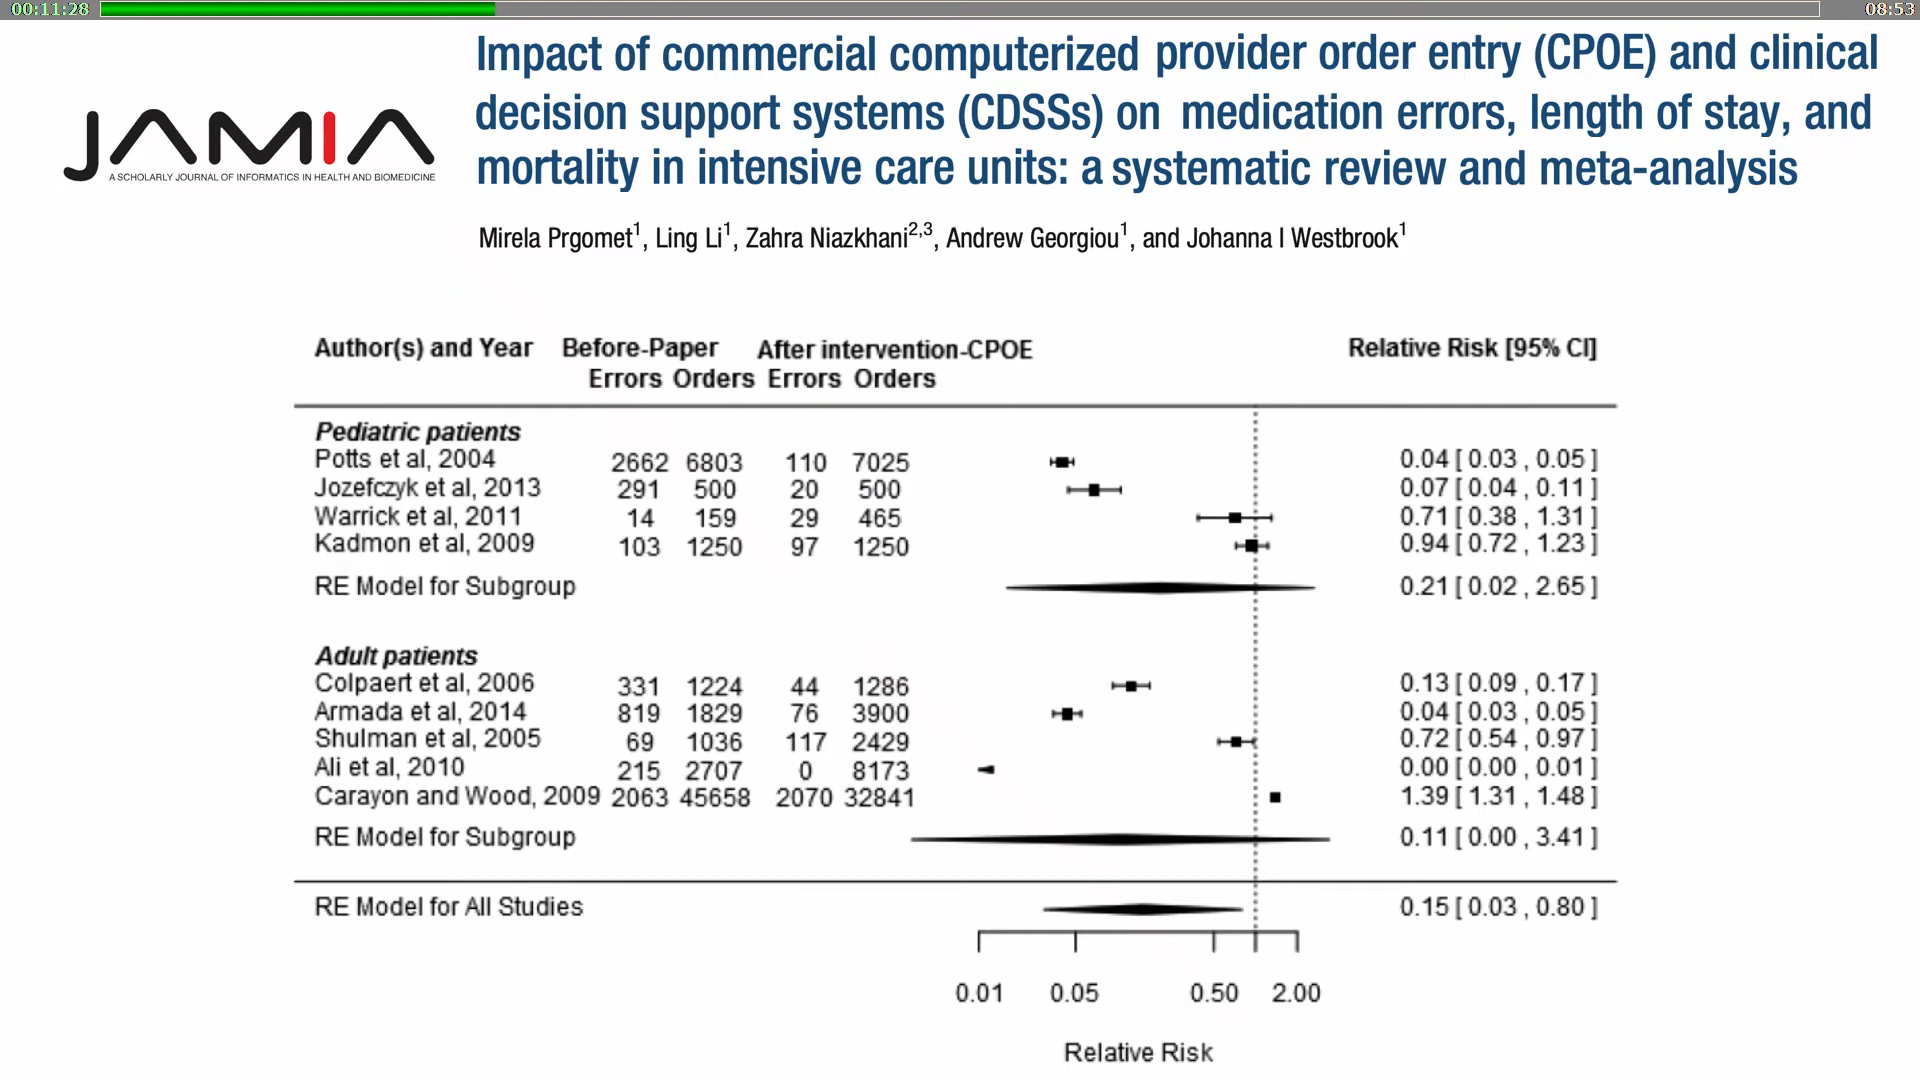 00:11:28
08:53
Impact of commercial computerized provider order entry (CPOE) and clinical
decision support systems (CDSSs) on medication errors, length of stay, and
mortality in intensive care units: a systematic review and meta-analysis
JAMIA
A SCHOLARLY JOURNAL OF INFORMATICS IN HEALTH AND BIOMEDICINE
Mirela Prgomet1, Ling Li1, Zahra Niazkhani2,3, Andrew Georgiou1, and Johanna I Westbrook1
Author(s) and Year Before-Paper After intervention-CPOE Relative Risk [95% CI]
Errors Orders Errors Orders
Pediatric patients
Potts et al, 2004 2662 6803 110 7025 0.04 [ 0.03 , 0.05 ]
Jozefczyk et al, 2013 291 500 20 500 0.07 [ 0.04 , 0.11 ]
Warrick et al, 2011 14 159 29 465 0.71 [ 0.38 , 1.31 ]
Kadmon et al, 2009 103 1250 97 1250 0.94 [ 0.72 , 1.23 ]
RE Model for Subgroup 0.21 [ 0.02 , 2.65 ]
Adult patients
Colpaert et al, 2006 331 1224 44 1286 0.13 [ 0.09 , 0.17 ]
Armada et al, 2014 819 1829 76 3900 0.04 [ 0.03 , 0.05 ]
Shulman et al, 2005 69 1036 117 2429 0.72 [ 0.54 , 0.97 ]
Ali et al, 2010 215 2707 0 8173 0.00 [ 0.00 , 0.01 ]
Carayon and Wood, 2009 2063 45658 2070 32841 1.39 [ 1.31 , 1.48 ]
RE Model for Subgroup 0.11 [ 0.00 , 3.41 ]
RE Model for All Studies 0.15 [ 0.03 , 0.80 ]
0.01 0.05 0.50 2.00
Relative Risk